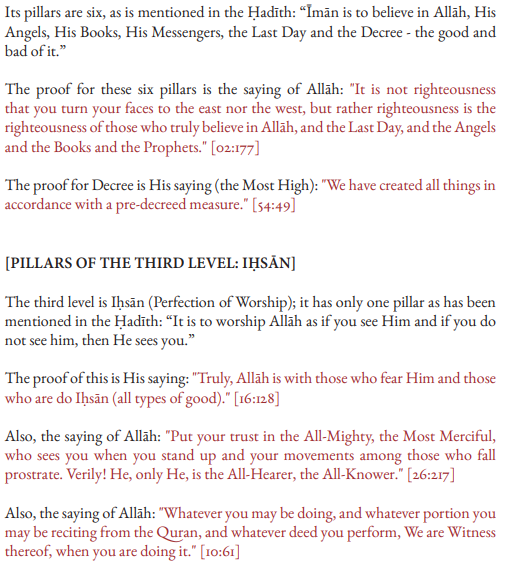 Its pillars are six, as is mentioned in the Ḥadīth: “Īmān is to believe in Allāh, His
Angels, His Books, His Messengers, the Last Day and the Decree - the good and
bad of it.”
The proof for these six pillars is the saying of Allāh: "It is not righteousness
that you turn your faces to the east nor the west, but rather righteousness is the
righteousness of those who truly believe in Allāh, and the Last Day, and the Angels
and the Books and the Prophets." [02:177]
The proof for Decree is His saying (the Most High): "We have created all things in
accordance with a pre-decreed measure." [54:49]
[PILLARS OF THE THIRD LEVEL: IḤSĀN]
The third level is Iḥsān (Perfection of Worship); it has only one pillar as has been
mentioned in the Ḥadīth: “It is to worship Allāh as if you see Him and if you do
not see him, then He sees you.”
The proof of this is His saying: "Truly, Allāh is with those who fear Him and those
who are do Iḥsān (all types of good)." [16:128]
Also, the saying of Allāh: "Put your trust in the All-Mighty, the Most Merciful,
who sees you when you stand up and your movements among those who fall
prostrate. Verily! He, only He, is the All-Hearer, the All-Knower." [26:217]
Also, the saying of Allāh: "Whatever you may be doing, and whatever portion you
may be reciting from the Quran, and whatever deed you perform, We are Witness
thereof, when you are doing it." [10:61]